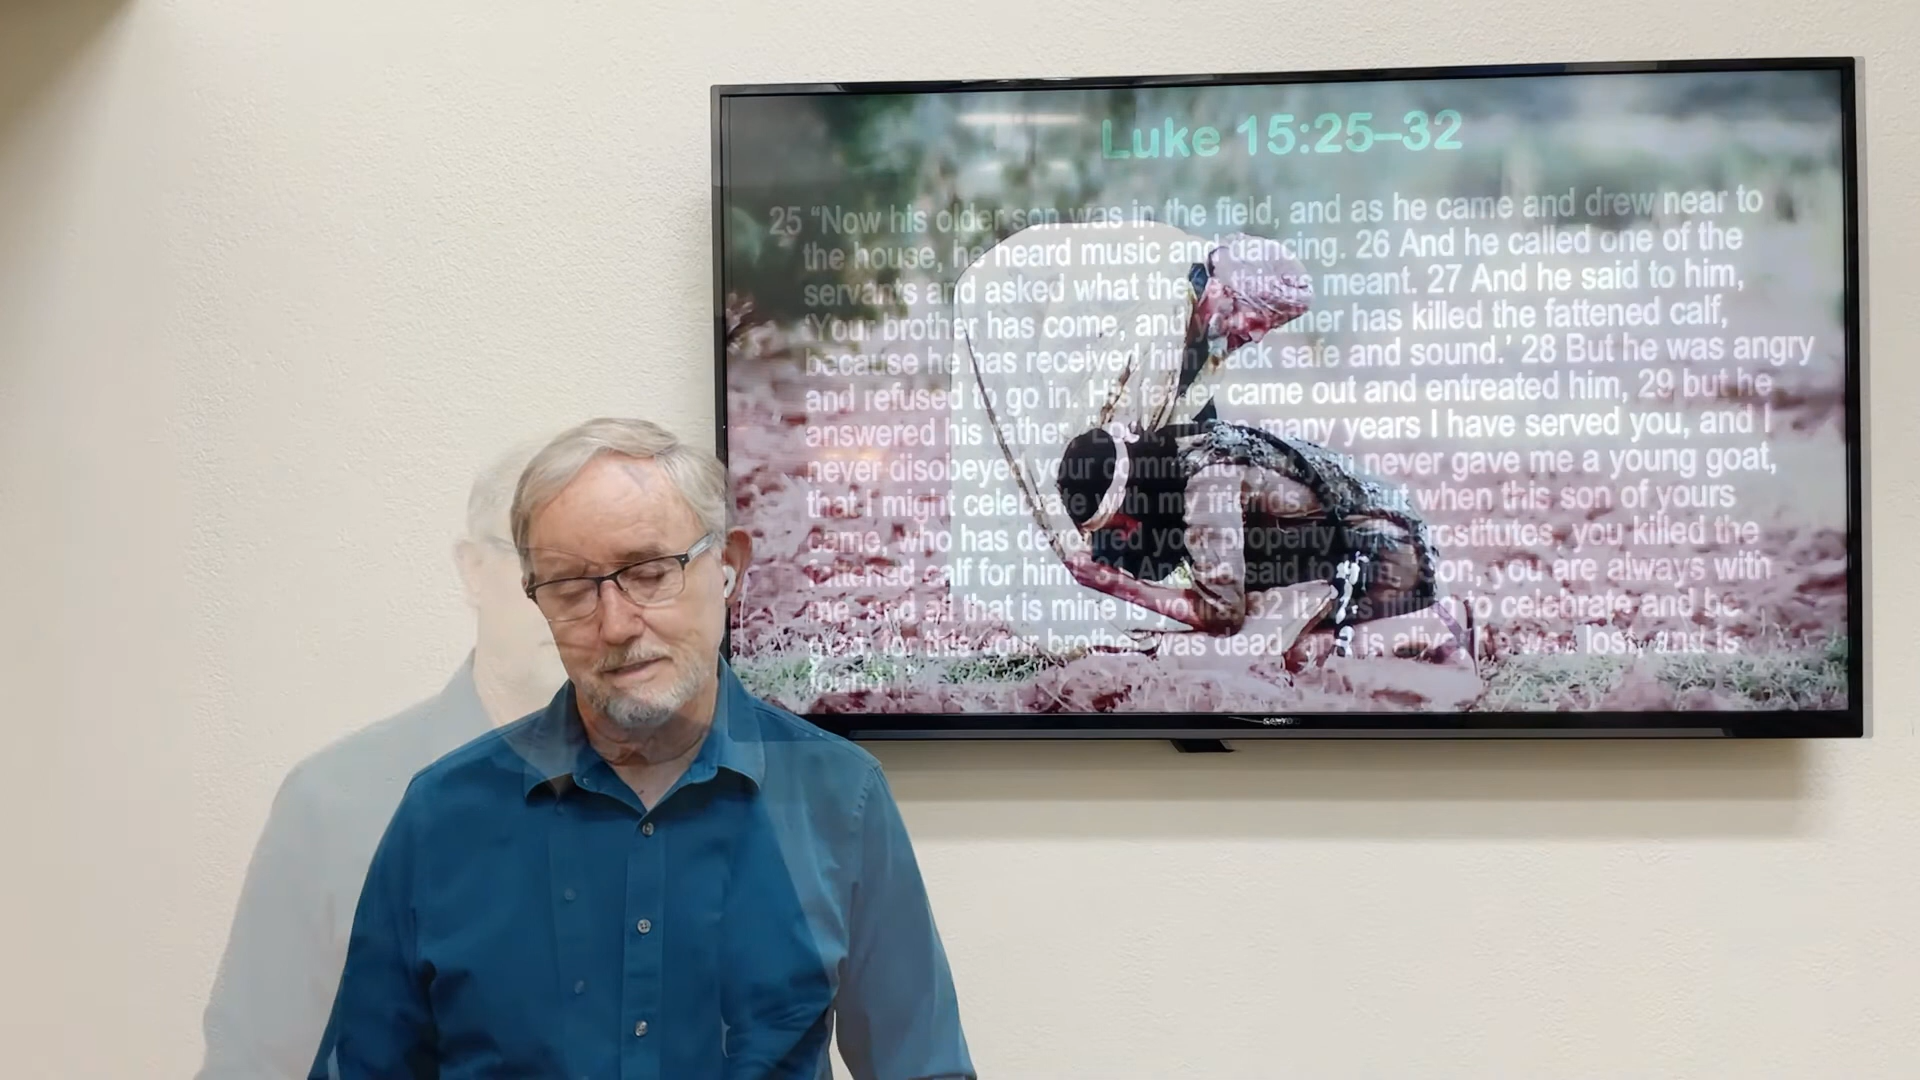 Luke 15:25–32
25 “Now his older son was in the field, and as he came and drew near to
the house, he heard music and dancing. 26 And he called one of the
servants and asked what these things meant. 27 And he said to him,
‘Your brother has come, and your father has killed the fattened calf,
because he has received him back safe and sound.’ 28 But he was angry
and refused to go in. His father came out and entreated him, 29 but he
answered his father, ‘Look, these many years I have served you, and I
never disobeyed your command, you never gave me a young goat,
that I might celebrate with my friends. But when this son of yours
came, who has devoured your property with prostitutes, you killed the
fattened calf for him!’ 31 And he said to him, ‘Son, you are always with
me, and all that is mine is yours. 32 It was fitting to celebrate and be
glad, for this your brother was dead, and is alive; he was lost, and is
found.’
SANYO